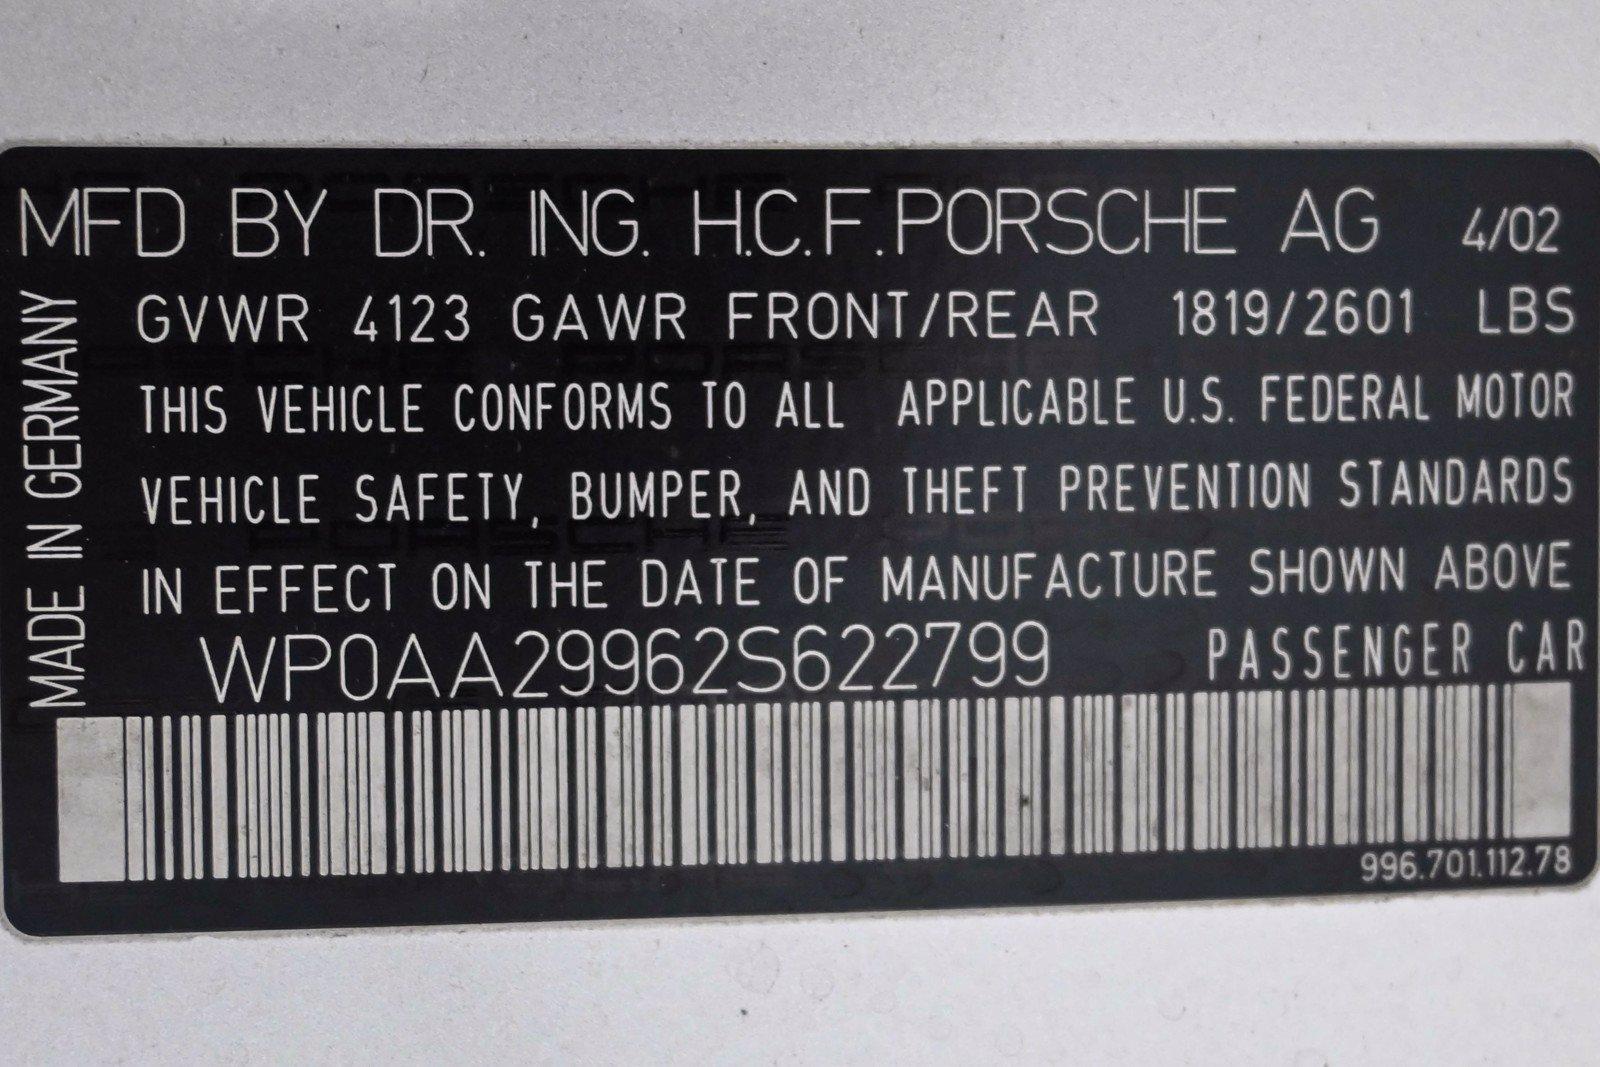 MFD BY DR. ING. H.C.F.PORSCHE AG 4/02
MADE IN GERMANY
GVWR 4123 GAWR FRONT/REAR 1819/2601 LBS
THIS VEHICLE CONFORMS TO ALL APPLICABLE U.S. FEDERAL MOTOR
VEHICLE SAFETY, BUMPER, AND THEFT PREVENTION STANDARDS
IN EFFECT ON THE DATE OF MANUFACTURE SHOWN ABOVE
WP0AA29962S622799 PASSENGER CAR
996.701.112.78